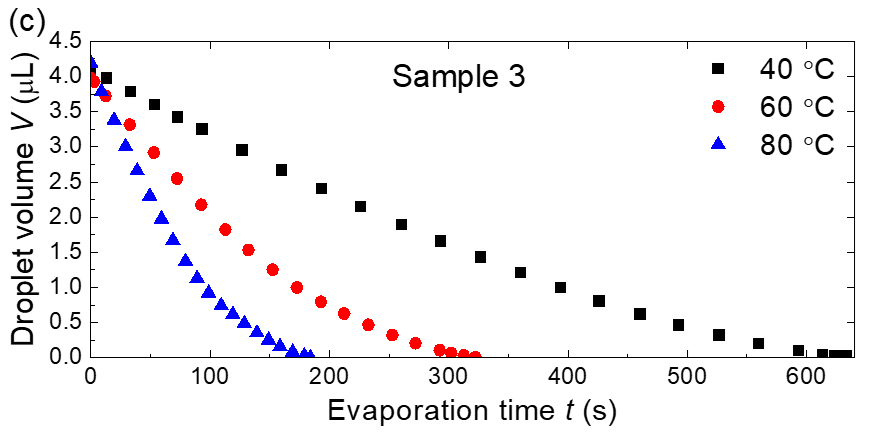 (c)
Sample 3
40 °C
60 °C
80 °C
Droplet volume V (μL)
4.5
4.0
3.5
3.0
2.5
2.0
1.5
1.0
0.5
0.0
0 100 200 300 400 500 600
Evaporation time t (s)